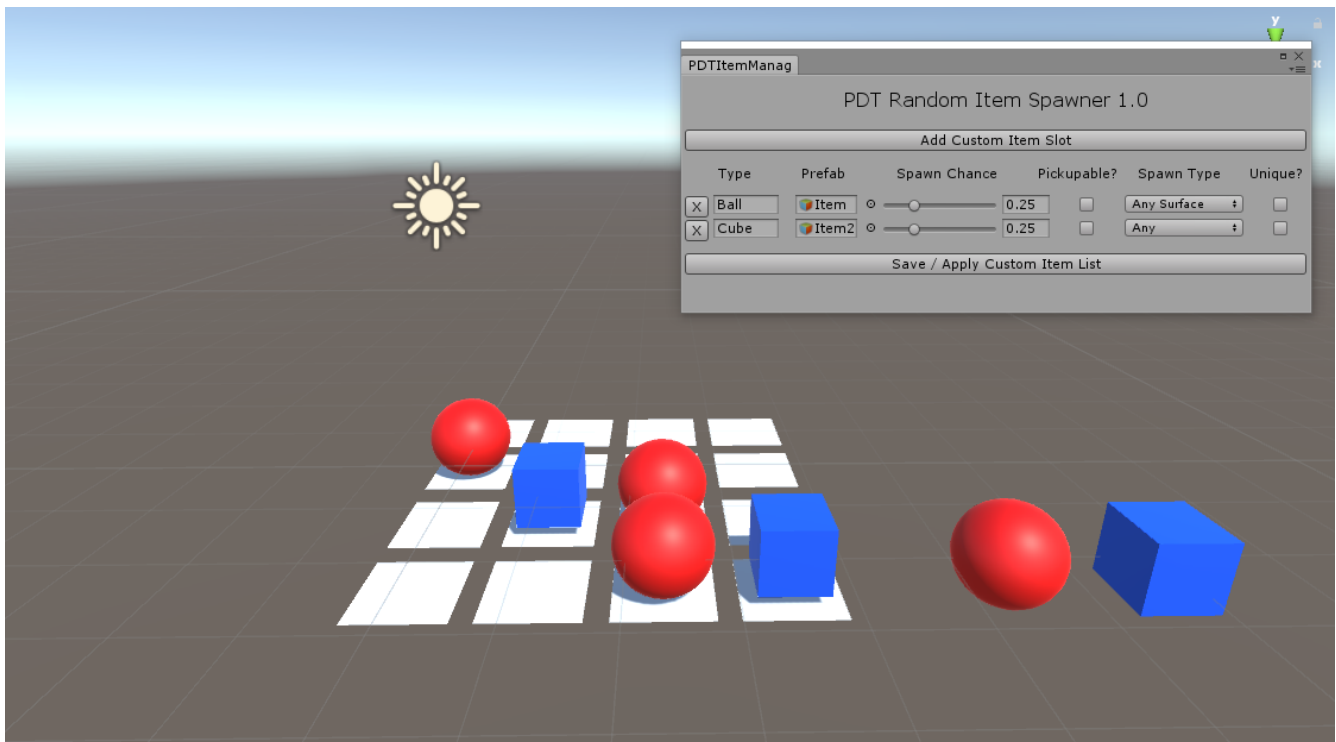 y
x
PDTItemManag
PDT Random Item Spawner 1.0
Add Custom Item Slot
Type Prefab Spawn Chance Pickupable? Spawn Type Unique?
X Ball Item 0.25 Any Surface
X Cube Item2 0.25 Any
Save / Apply Custom Item List